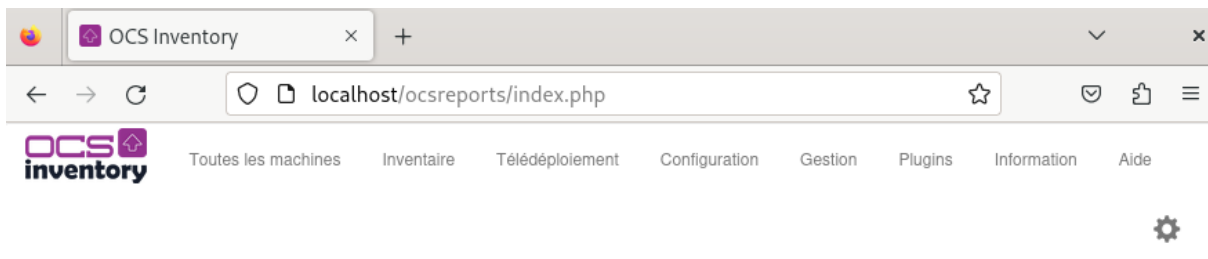 OCS Inventory
localhost/ocsreports/index.php
OCS inventory Toutes les machines Inventaire Télédéploiement Configuration Gestion Plugins Information Aide